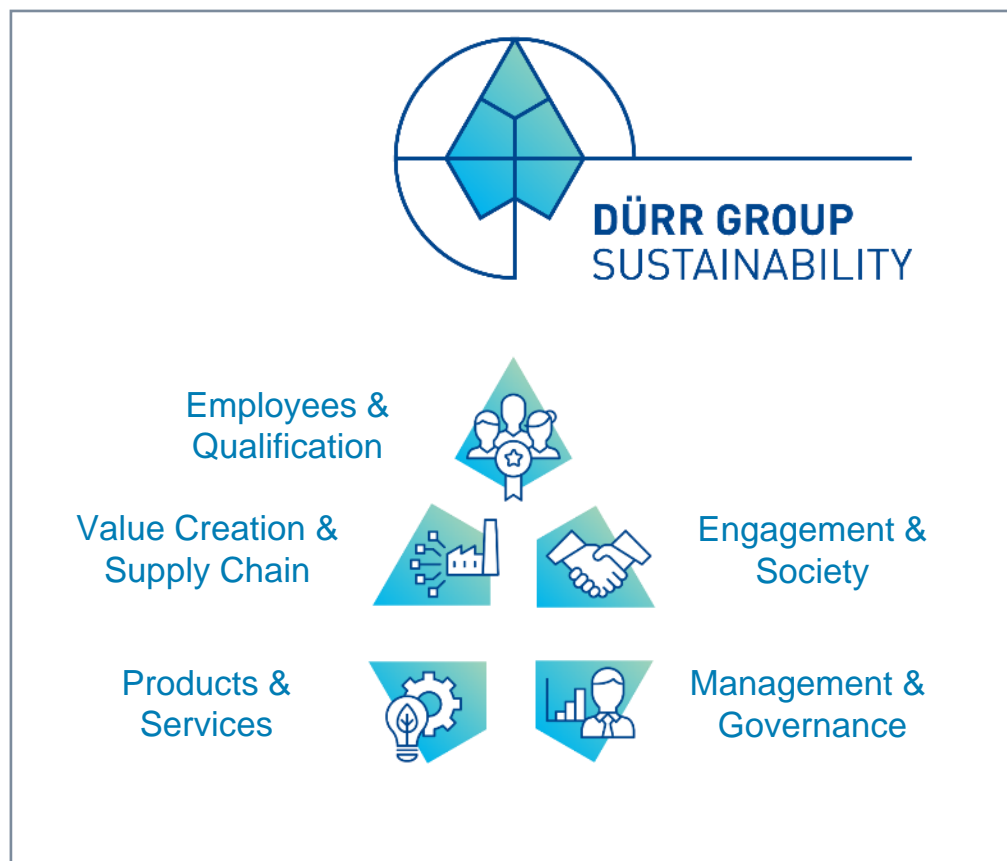 DÜRR GROUP
SUSTAINABILITY
Employees &
Qualification
Value Creation &
Supply Chain
Engagement &
Society
Products &
Services
Management &
Governance